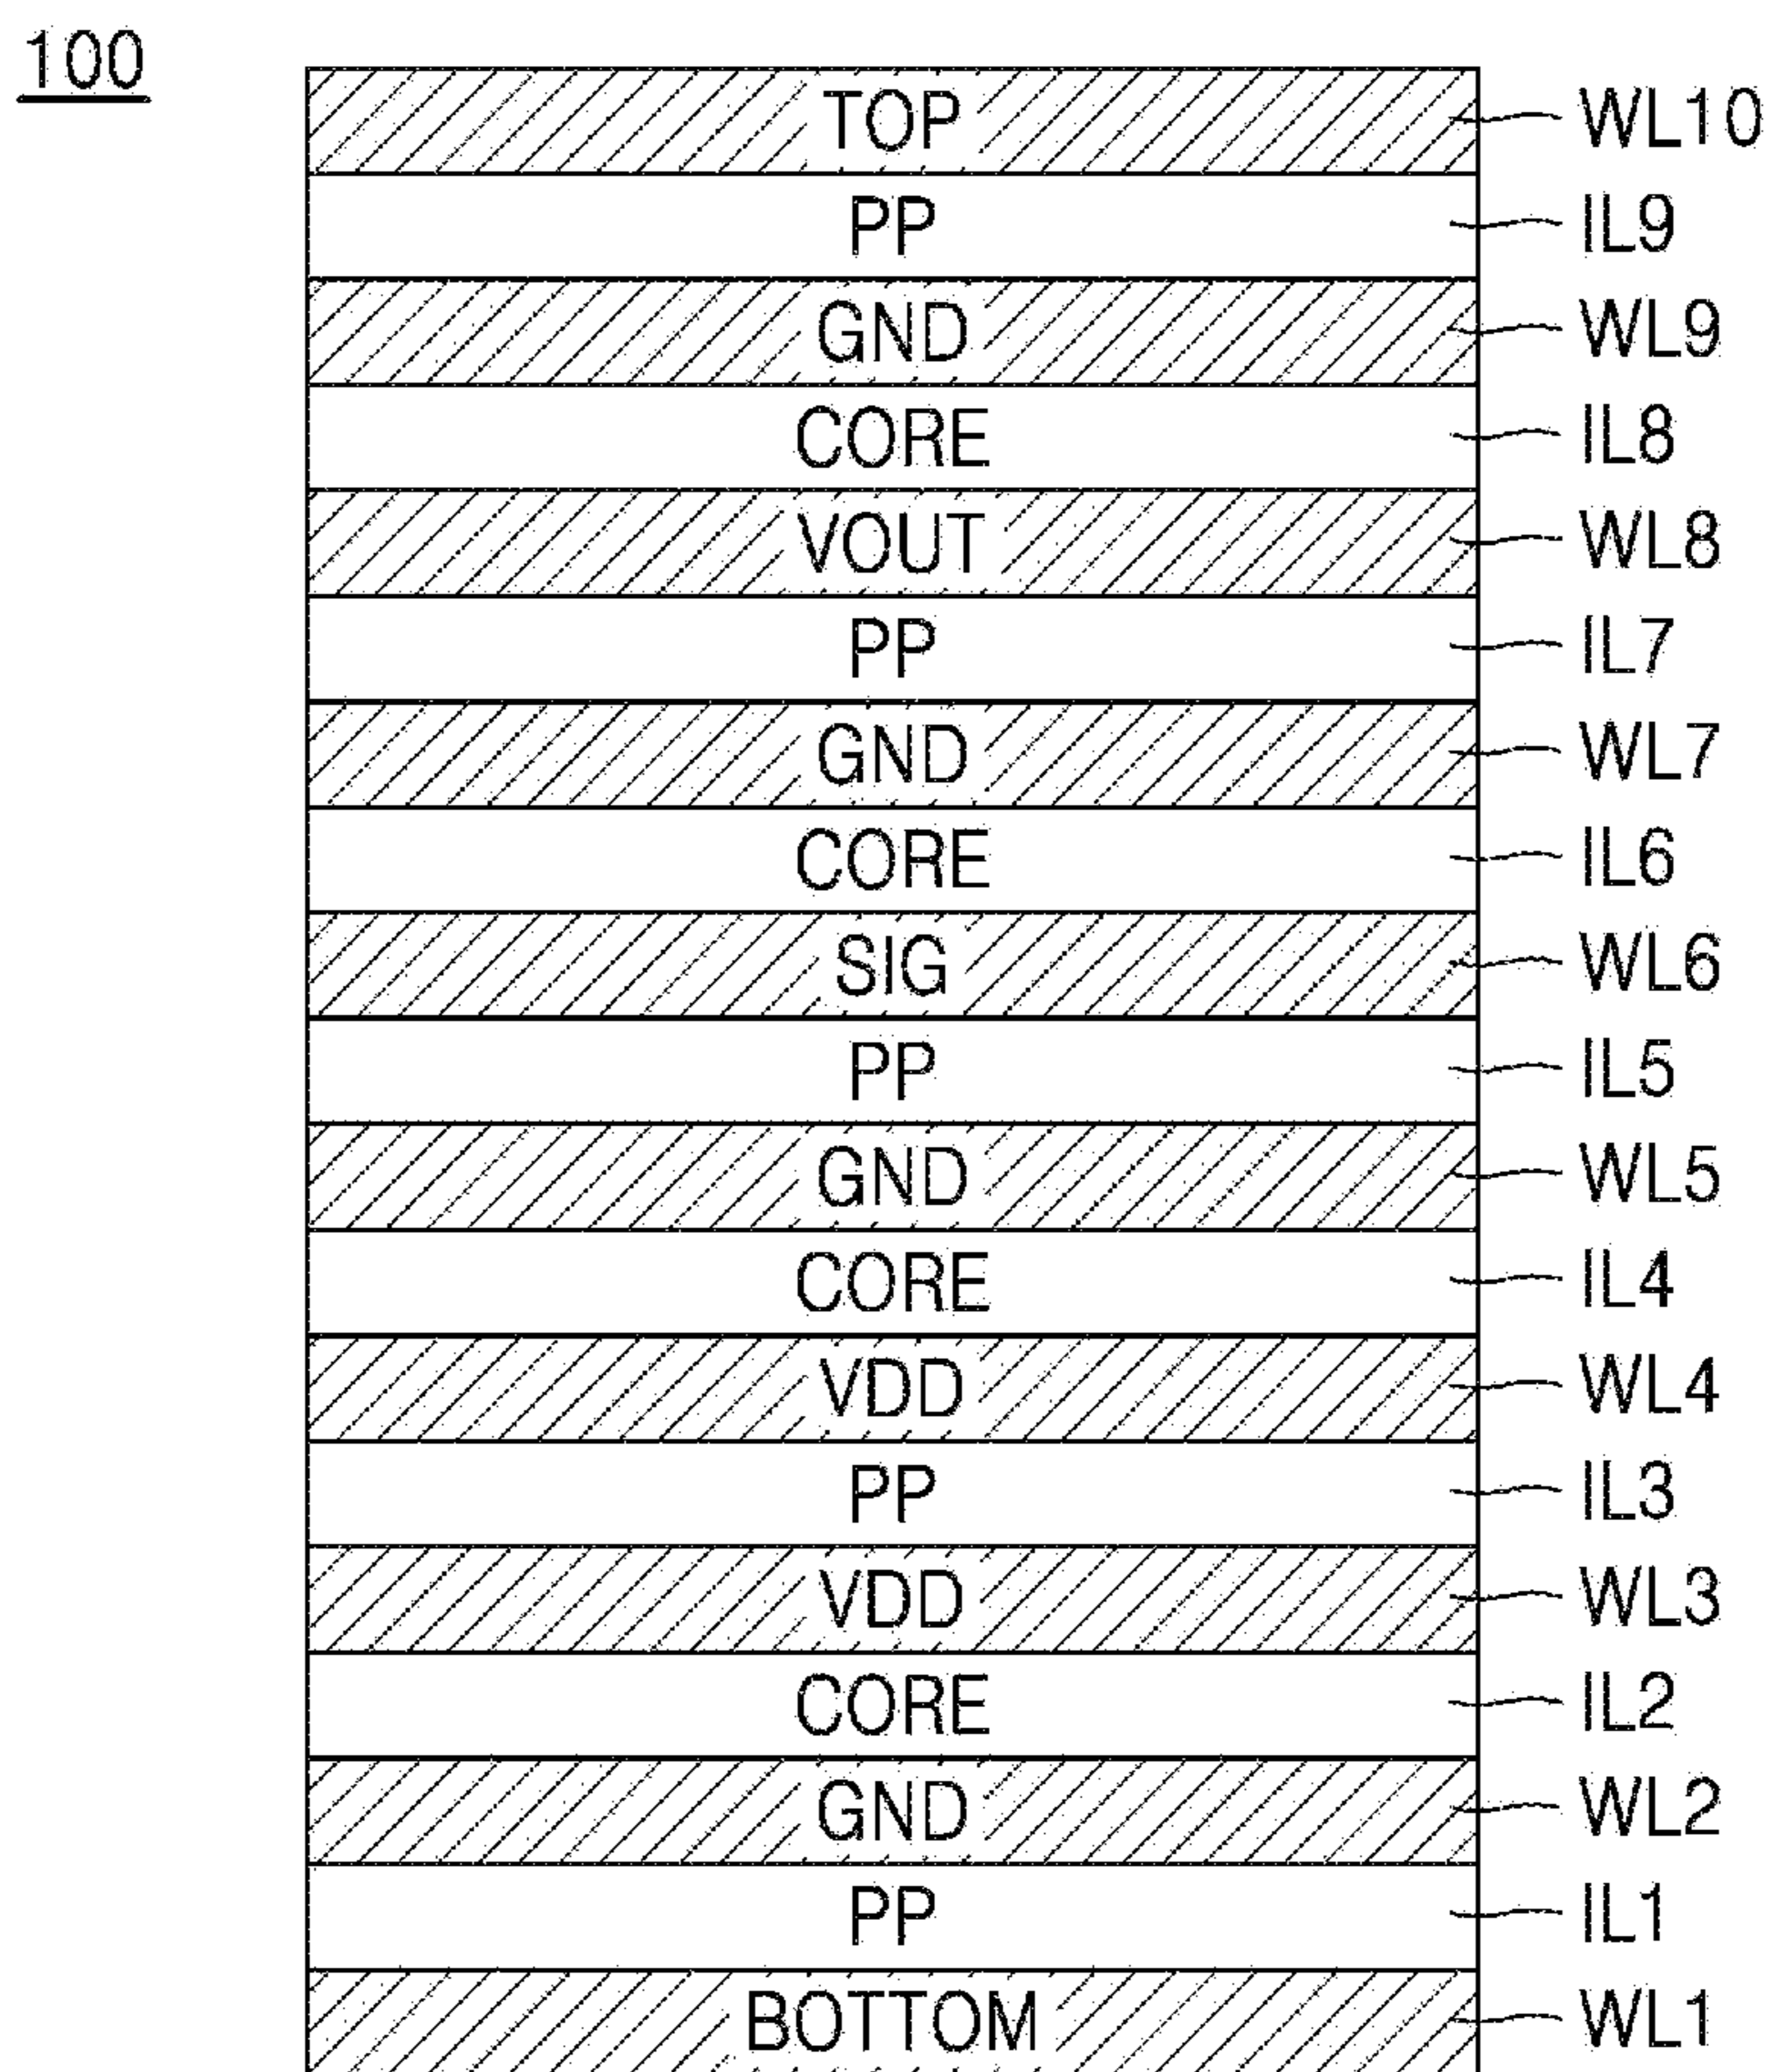 100
TOP WL10
PP IL9
GND WL9
CORE IL8
VOUT WL8
PP IL7
GND WL7
CORE IL6
SIG WL6
PP IL5
GND WL5
CORE IL4
VDD WL4
PP IL3
VDD WL3
CORE IL2
GND WL2
PP IL1
BOTTOM WL1